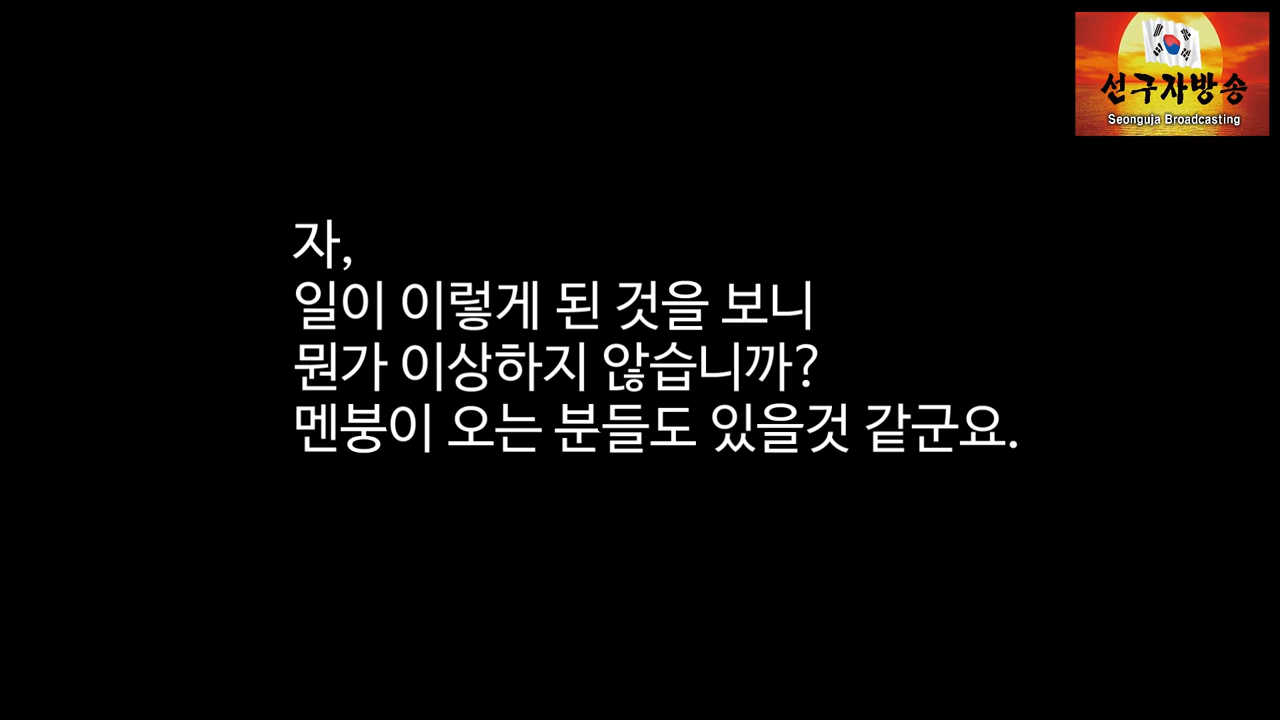 선구자방송
Seonguja Broadcasting
자,
일이 이렇게 된 것을 보니
뭔가 이상하지 않습니까?
멘붕이 오는 분들도 있을것 같군요.